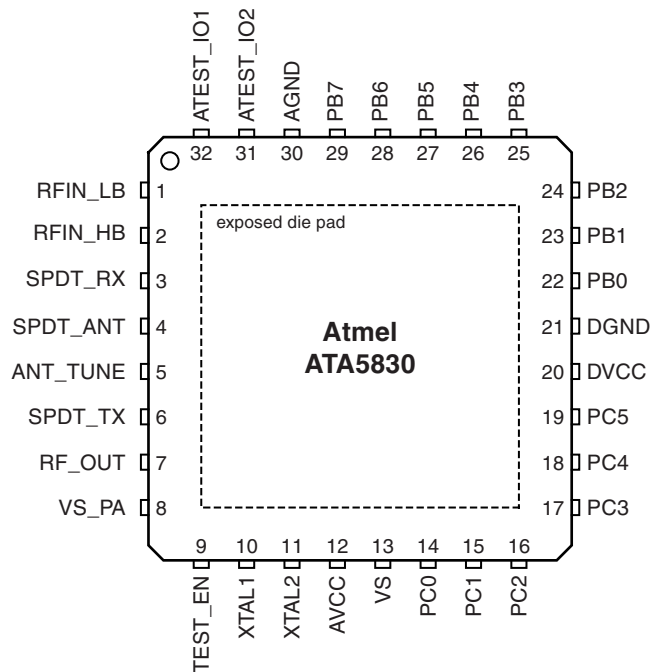 ATEST_IO1
ATEST_IO2
AGND
PB7
PB6
PB5
PB4
PB3
32 31 30 29 28 27 26 25
RFIN_LB 1
RFIN_HB 2
SPDT_RX 3
SPDT_ANT 4
ANT_TUNE 5
SPDT_TX 6
RF_OUT 7
VS_PA 8
exposed die pad
Atmel
ATA5830
24 PB2
23 PB1
22 PB0
21 DGND
20 DVCC
19 PC5
18 PC4
17 PC3
9 10 11 12 13 14 15 16
TEST_EN
XTAL1
XTAL2
AVCC
VS
PC0
PC1
PC2